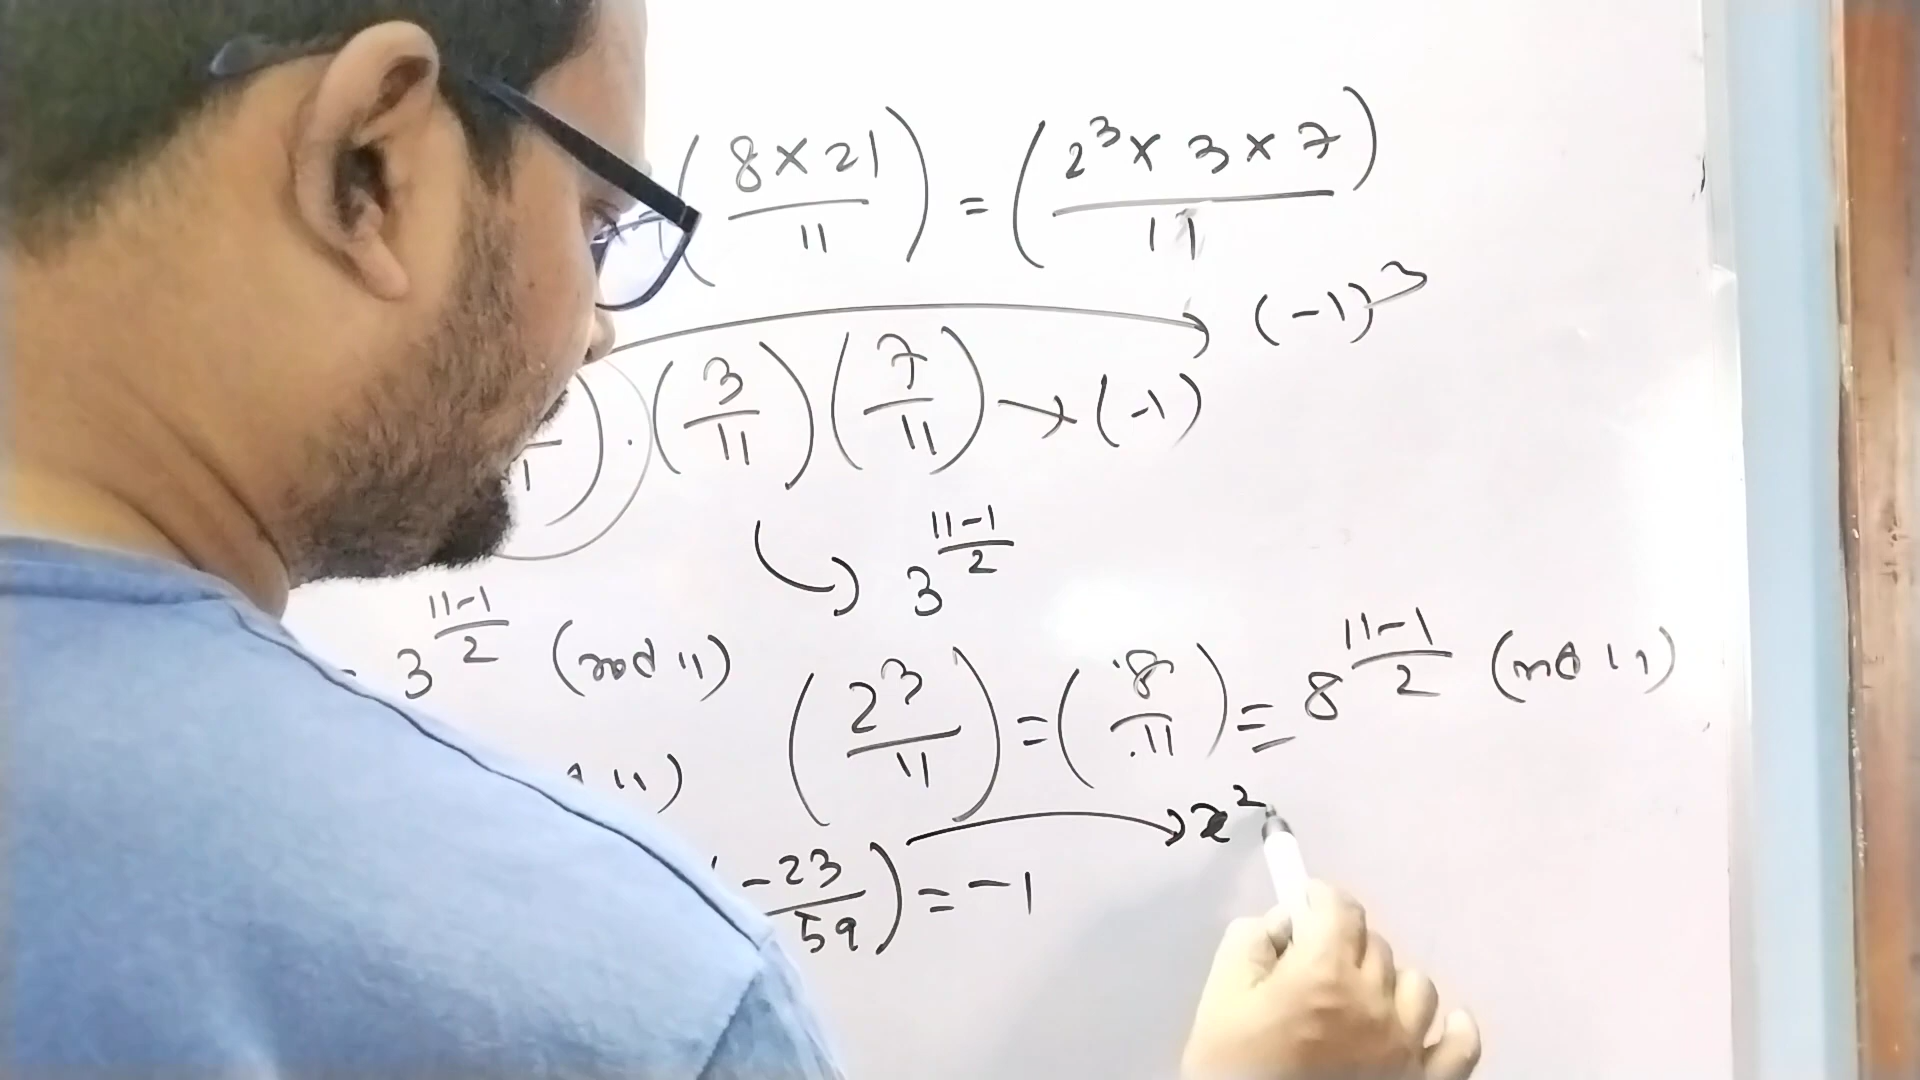 (8×21/11) = (2³×3×7/11)
(-1)³
) · (3/11) (7/11) → (-1)
3^(11-1/2)
3^(11-1/2) (mod 11)
(2³/11) = (8/11) ≡ 8^(11-1/2) (mod 11)
11)
x²
(-23/59) = -1